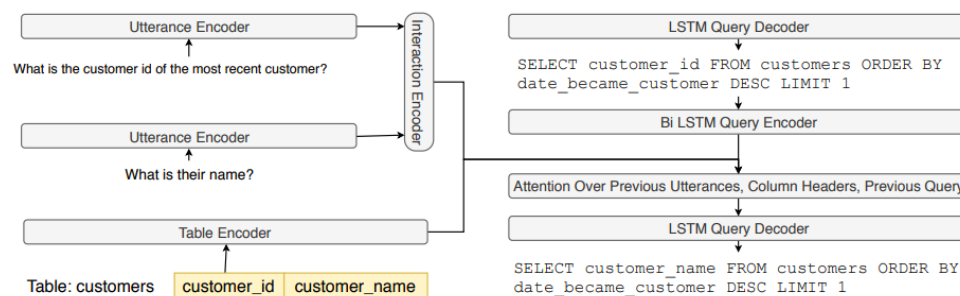 Utterance Encoder
What is the customer id of the most recent customer?
Interaction Encoder
Utterance Encoder
What is their name?
Table Encoder
Table: customers customer_id customer_name
LSTM Query Decoder
SELECT customer_id FROM customers ORDER BY
date_became_customer DESC LIMIT 1
Bi LSTM Query Encoder
Attention Over Previous Utterances, Column Headers, Previous Query
LSTM Query Decoder
SELECT customer_name FROM customers ORDER BY
date_became_customer DESC LIMIT 1